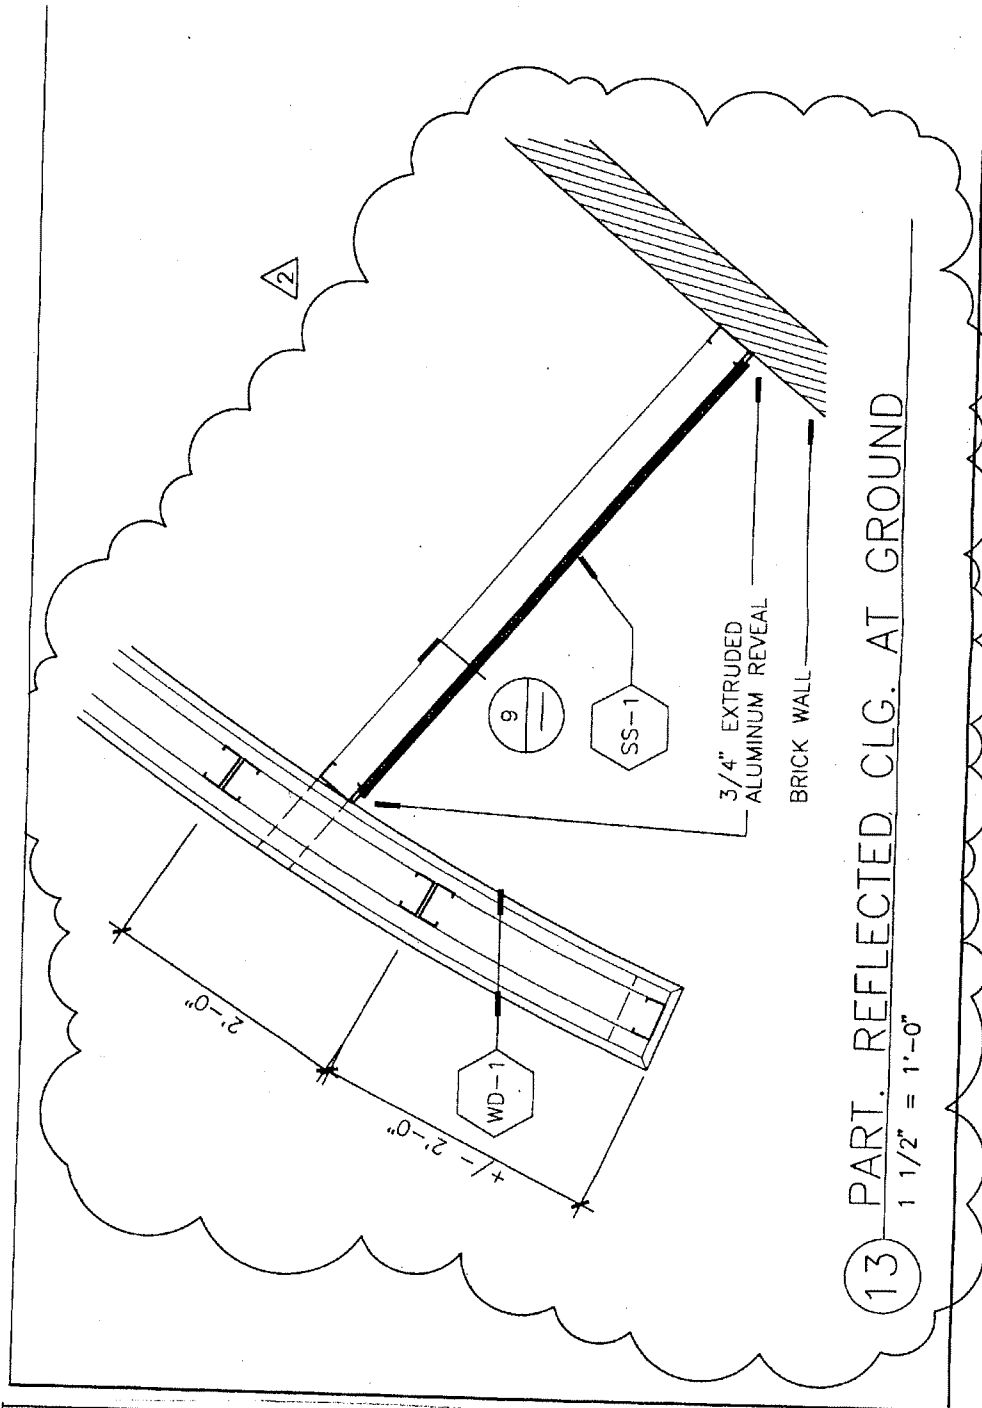 2
2'-0"
+/- 2'-0"
9
SS-1
WD-1
3/4" EXTRUDED
ALUMINUM REVEAL
BRICK WALL
13
PART. REFLECTED CLG. AT GROUND
1 1/2" = 1'-0"